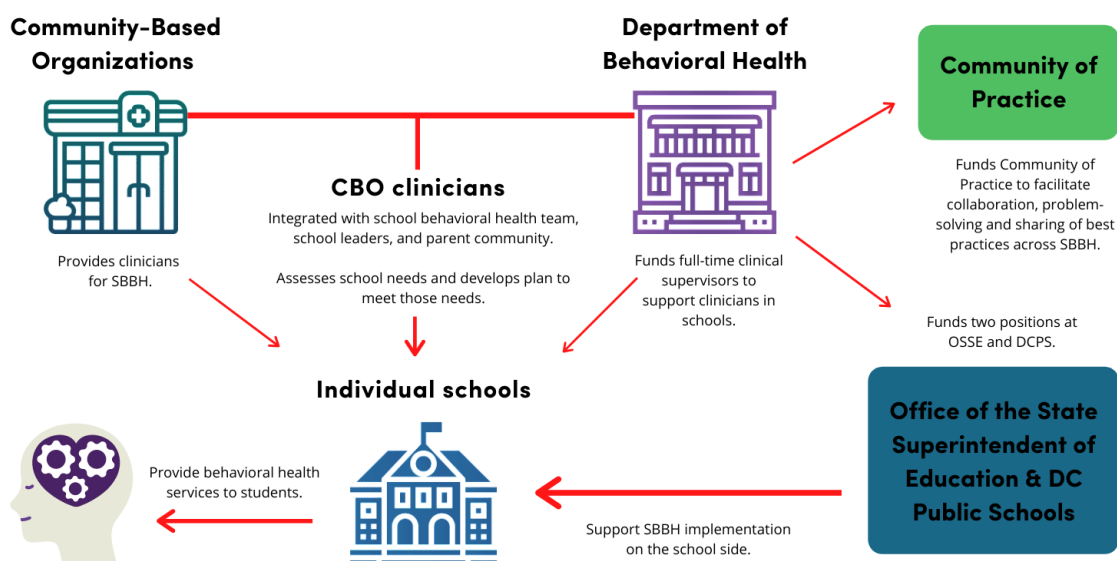 Community-Based
Organizations
Department of
Behavioral Health
Community of
Practice
CBO clinicians
Integrated with school behavioral health team,
school leaders, and parent community.
Assesses school needs and develops plan to
meet those needs.
Provides clinicians
for SBBH.
Funds full-time clinical
supervisors to
support clinicians in
schools.
Funds Community of
Practice to facilitate
collaboration, problem-
solving and sharing of best
practices across SBBH.
Funds two positions at
OSSE and DCPS.
Individual schools
Office of the State
Superintendent of
Education & DC
Public Schools
Provide behavioral health
services to students.
Support SBBH implementation
on the school side.